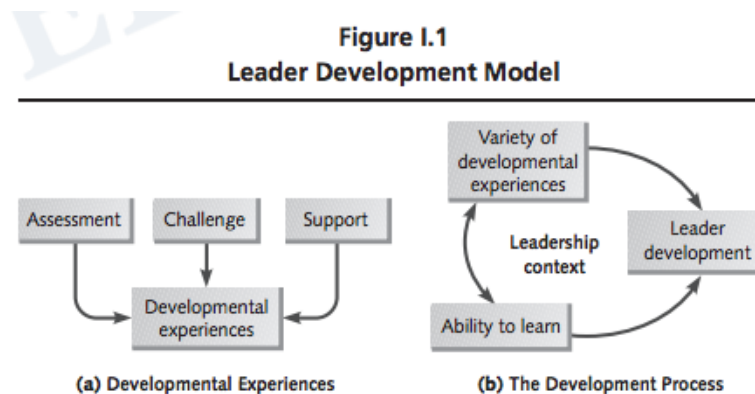 Figure I.1
Leader Development Model
Assessment
Challenge
Support
Developmental
experiences
(a) Developmental Experiences
Variety of
developmental
experiences
Leadership
context
Leader
development
Ability to learn
(b) The Development Process